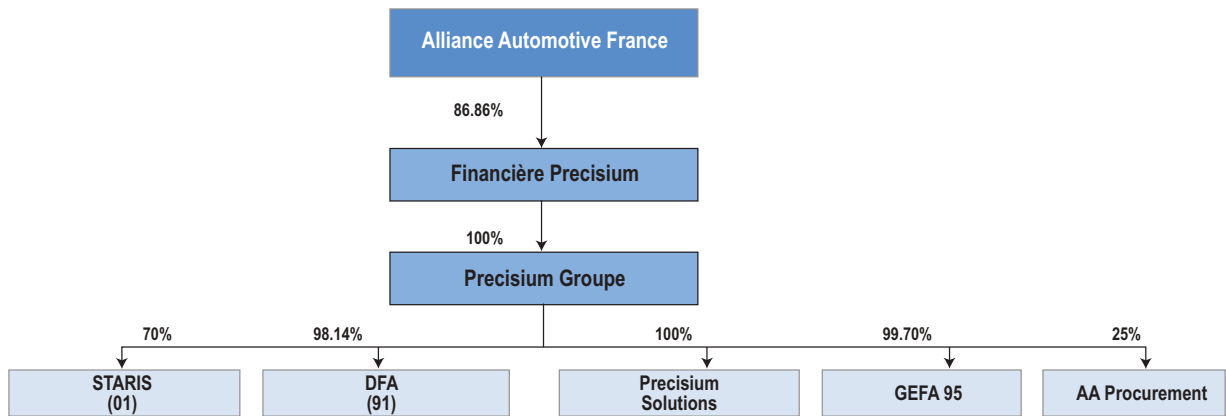 Alliance Automotive France
86.86%
Financière Precisium
100%
Precisium Groupe
70%
98.14%
100%
99.70%
25%
STARIS
(01)
DFA
(91)
Precisium
Solutions
GEFA 95
AA Procurement